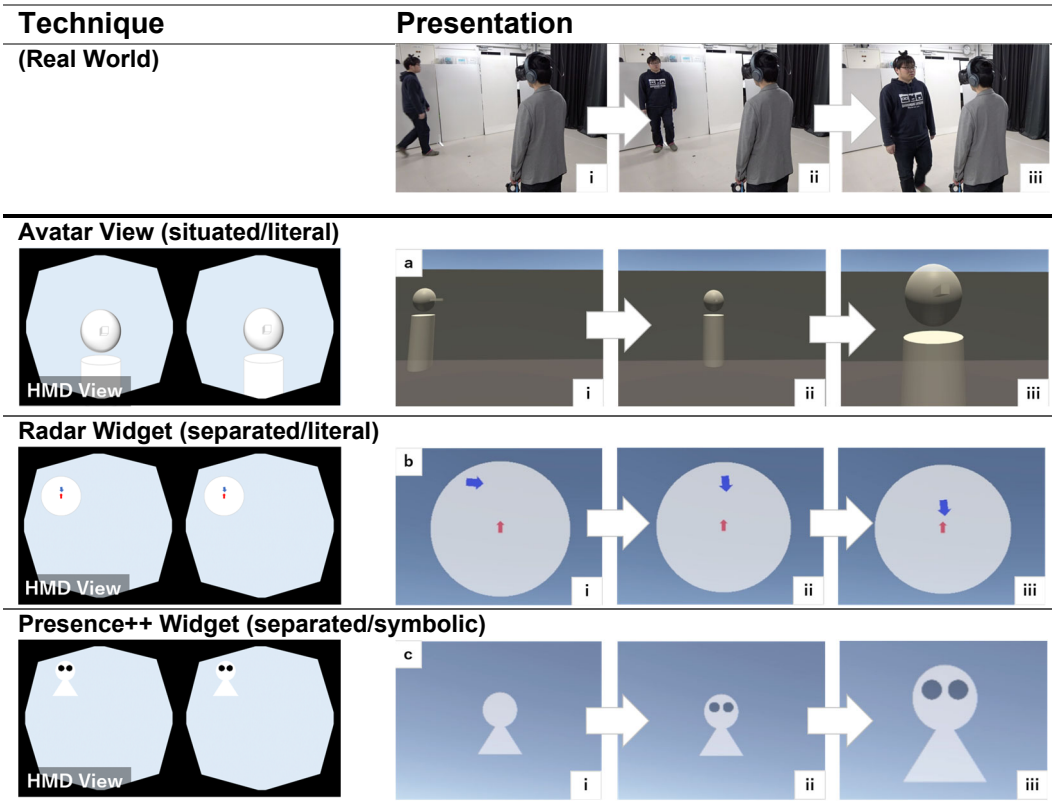 Technique Presentation
(Real World)
i ii iii
Avatar View (situated/literal)
HMD View
a
i ii iii
Radar Widget (separated/literal)
HMD View
b
i ii iii
Presence++ Widget (separated/symbolic)
HMD View
c
i ii iii